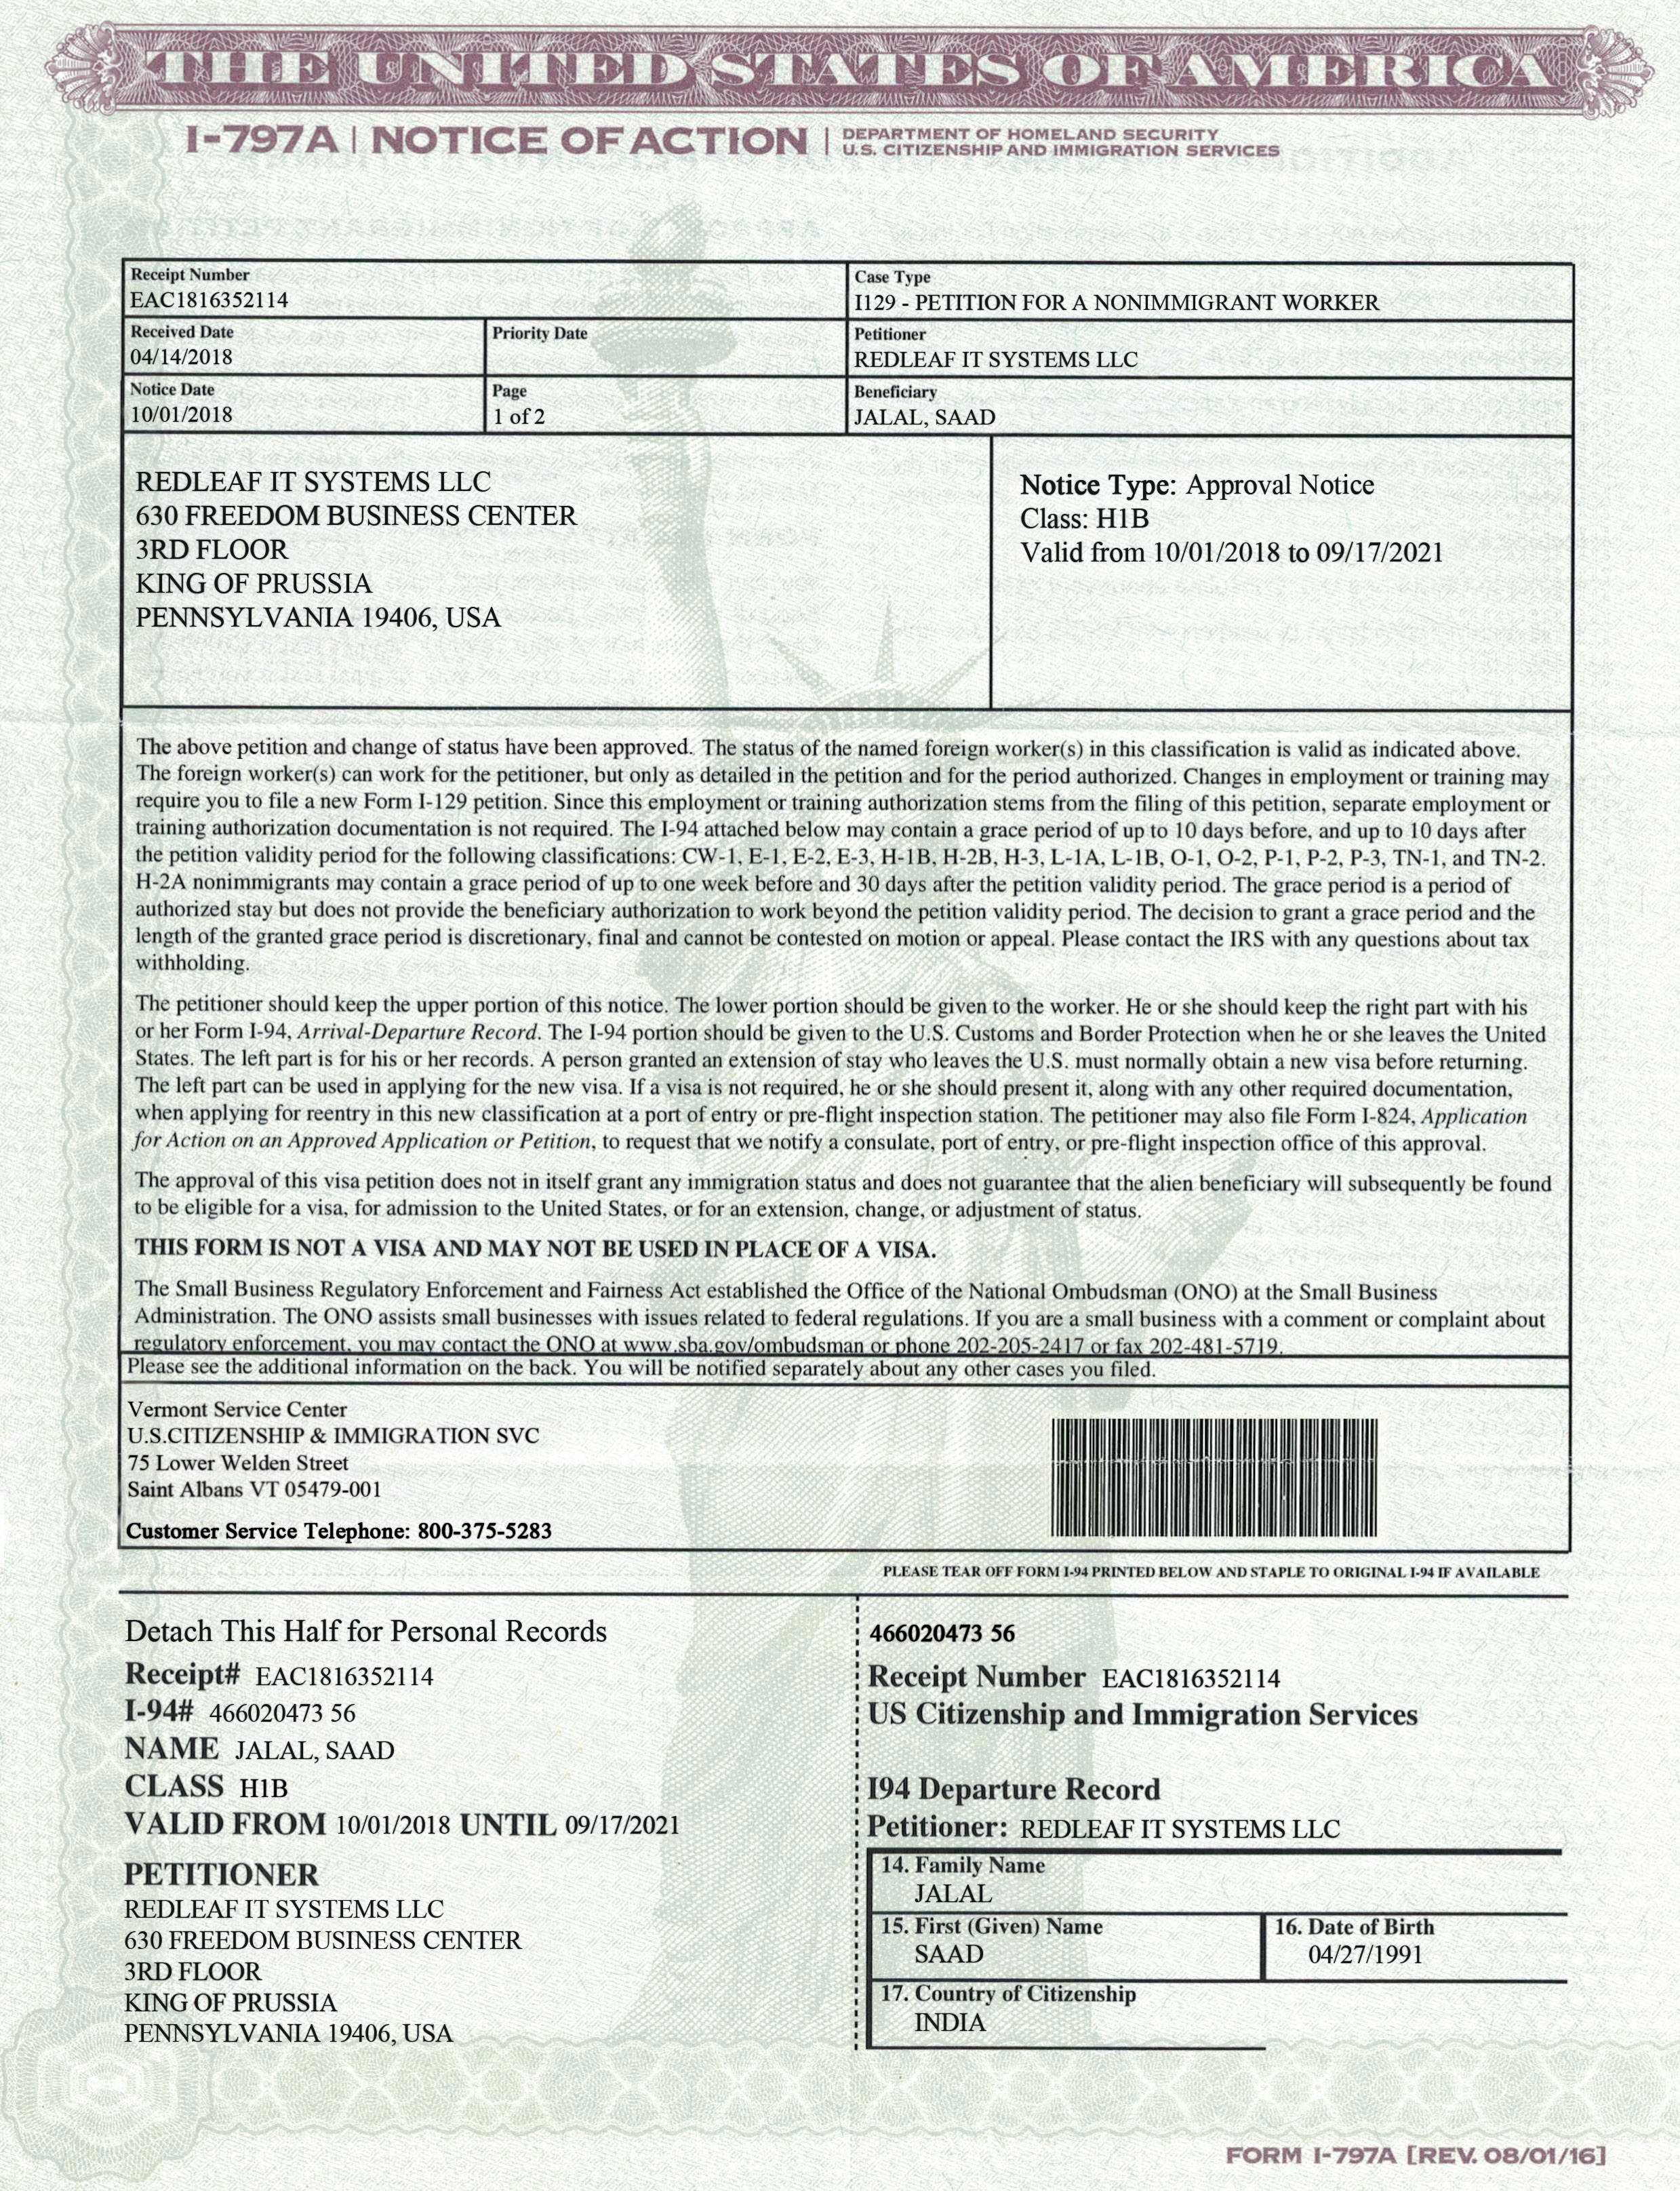 THE UNITED STATES OF AMERICA
I-797A | NOTICE OF ACTION | DEPARTMENT OF HOMELAND SECURITY
U.S. CITIZENSHIP AND IMMIGRATION SERVICES
Receipt Number
EAC1816352114
Case Type
I129 - PETITION FOR A NONIMMIGRANT WORKER
Received Date
04/14/2018
Priority Date
Petitioner
REDLEAF IT SYSTEMS LLC
Notice Date
10/01/2018
Page
1 of 2
Beneficiary
JALAL, SAAD
REDLEAF IT SYSTEMS LLC
630 FREEDOM BUSINESS CENTER
3RD FLOOR
KING OF PRUSSIA
PENNSYLVANIA 19406, USA
Notice Type: Approval Notice
Class: H1B
Valid from 10/01/2018 to 09/17/2021
The above petition and change of status have been approved. The status of the named foreign worker(s) in this classification is valid as indicated above.
The foreign worker(s) can work for the petitioner, but only as detailed in the petition and for the period authorized. Changes in employment or training may
require you to file a new Form I-129 petition. Since this employment or training authorization stems from the filing of this petition, separate employment or
training authorization documentation is not required. The I-94 attached below may contain a grace period of up to 10 days before, and up to 10 days after
the petition validity period for the following classifications: CW-1, E-1, E-2, E-3, H-1B, H-2B, H-3, L-1A, L-1B, O-1, O-2, P-1, P-2, P-3, TN-1, and TN-2.
H-2A nonimmigrants may contain a grace period of up to one week before and 30 days after the petition validity period. The grace period is a period of
authorized stay but does not provide the beneficiary authorization to work beyond the petition validity period. The decision to grant a grace period and the
length of the granted grace period is discretionary, final and cannot be contested on motion or appeal. Please contact the IRS with any questions about tax
withholding.
The petitioner should keep the upper portion of this notice. The lower portion should be given to the worker. He or she should keep the right part with his
or her Form I-94, Arrival-Departure Record. The I-94 portion should be given to the U.S. Customs and Border Protection when he or she leaves the United
States. The left part is for his or her records. A person granted an extension of stay who leaves the U.S. must normally obtain a new visa before returning.
The left part can be used in applying for the new visa. If a visa is not required, he or she should present it, along with any other required documentation,
when applying for reentry in this new classification at a port of entry or pre-flight inspection station. The petitioner may also file Form I-824, Application
for Action on an Approved Application or Petition, to request that we notify a consulate, port of entry, or pre-flight inspection office of this approval.
The approval of this visa petition does not in itself grant any immigration status and does not guarantee that the alien beneficiary will subsequently be found
to be eligible for a visa, for admission to the United States, or for an extension, change, or adjustment of status.
THIS FORM IS NOT A VISA AND MAY NOT BE USED IN PLACE OF A VISA.
The Small Business Regulatory Enforcement and Fairness Act established the Office of the National Ombudsman (ONO) at the Small Business
Administration. The ONO assists small businesses with issues related to federal regulations. If you are a small business with a comment or complaint about
regulatory enforcement, you may contact the ONO at www.sba.gov/ombudsman or phone 202-205-2417 or fax 202-481-5719.
Please see the additional information on the back. You will be notified separately about any other cases you filed.
Vermont Service Center
U.S.CITIZENSHIP & IMMIGRATION SVC
75 Lower Welden Street
Saint Albans VT 05479-001
Customer Service Telephone: 800-375-5283
PLEASE TEAR OFF FORM I-94 PRINTED BELOW AND STAPLE TO ORIGINAL I-94 IF AVAILABLE
Detach This Half for Personal Records
Receipt# EAC1816352114
I-94# 466020473 56
NAME JALAL, SAAD
CLASS H1B
VALID FROM 10/01/2018 UNTIL 09/17/2021
PETITIONER
REDLEAF IT SYSTEMS LLC
630 FREEDOM BUSINESS CENTER
3RD FLOOR
KING OF PRUSSIA
PENNSYLVANIA 19406, USA
466020473 56
Receipt Number EAC1816352114
US Citizenship and Immigration Services
I94 Departure Record
Petitioner: REDLEAF IT SYSTEMS LLC
14. Family Name
JALAL
15. First (Given) Name
SAAD
16. Date of Birth
04/27/1991
17. Country of Citizenship
INDIA
FORM I-797A [REV. 08/01/16]